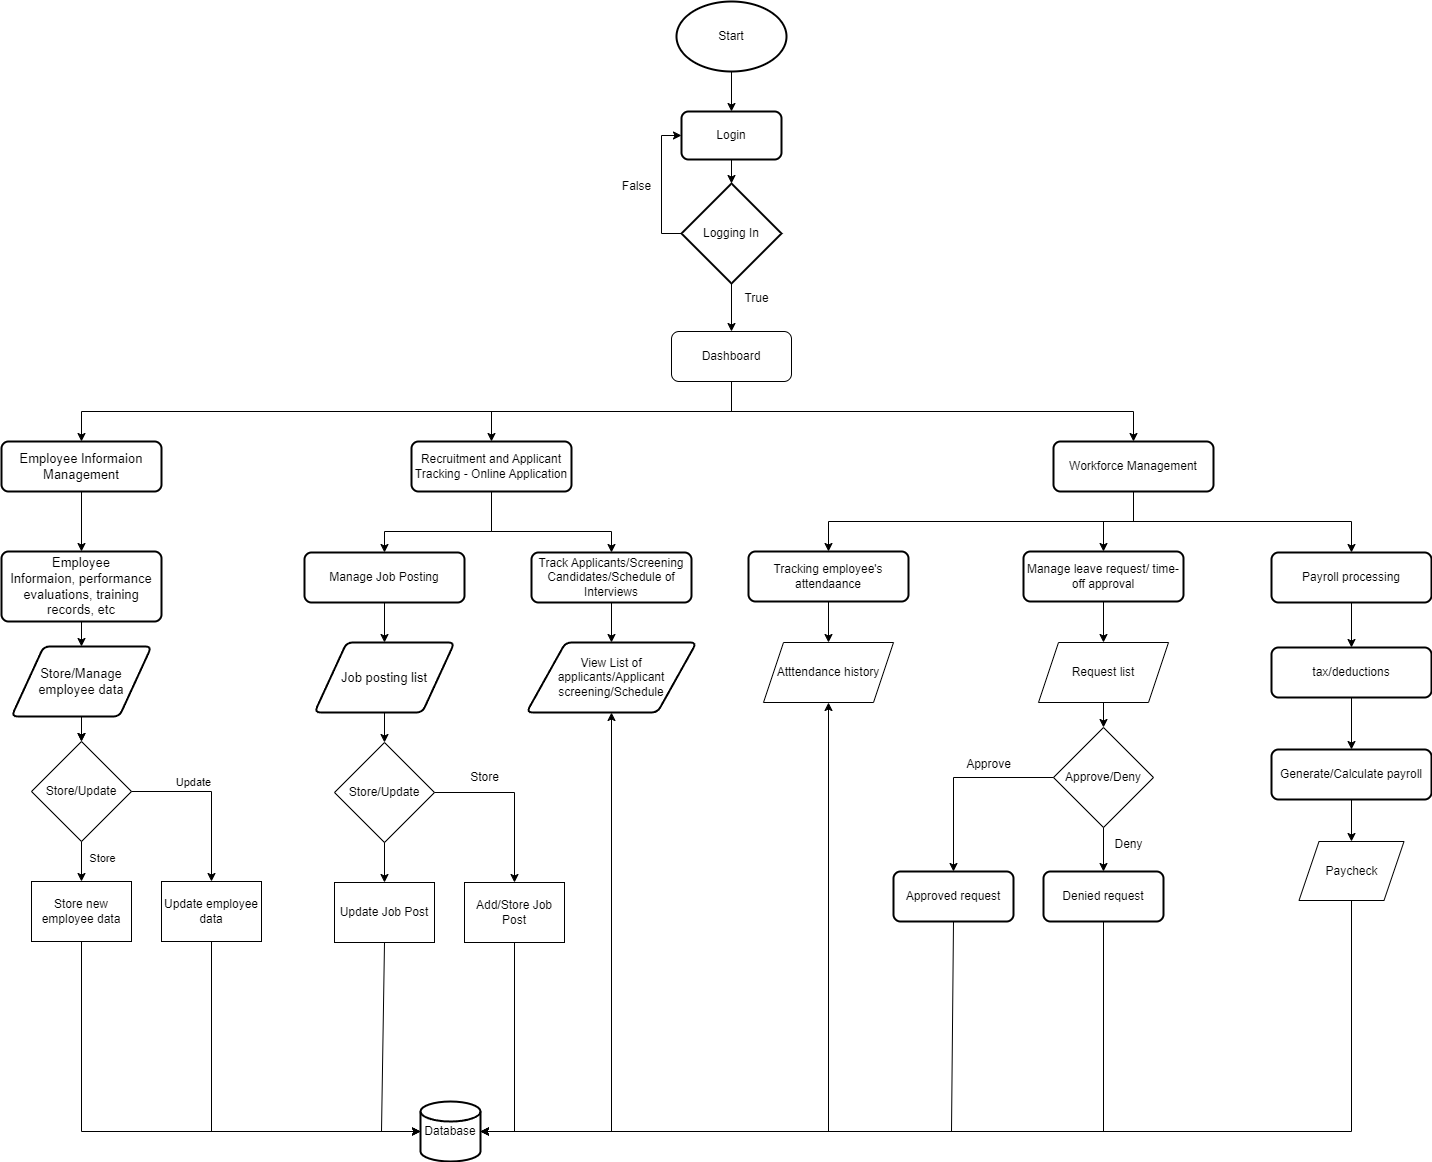 Start
Login
False
Logging In
True
Dashboard
Employee Informaion
Management
Recruitment and Applicant
Tracking - Online Application
Workforce Management
Employee
Informaion, performance
evaluations, training
records, etc
Manage Job Posting
Track Applicants/Screening
Candidates/Schedule of
Interviews
Tracking employee's
attendaance
Manage leave request/ time-
off approval
Payroll processing
Store/Manage
employee data
Job posting list
View List of
applicants/Applicant
screening/Schedule
Atttendance history
Request list
tax/deductions
Store/Update
Update
Store/Update
Store
Approve
Approve/Deny
Generate/Calculate payroll
Store
Deny
Store new
employee data
Update employee
data
Update Job Post
Add/Store Job
Post
Approved request
Denied request
Paycheck
Database